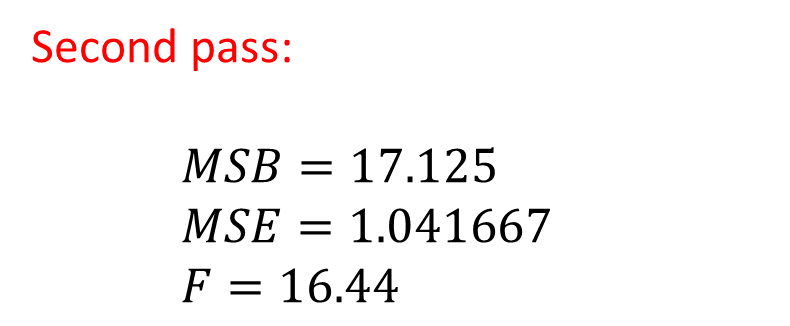 Second pass:
MSB = 17.125
MSE = 1.041667
F = 16.44